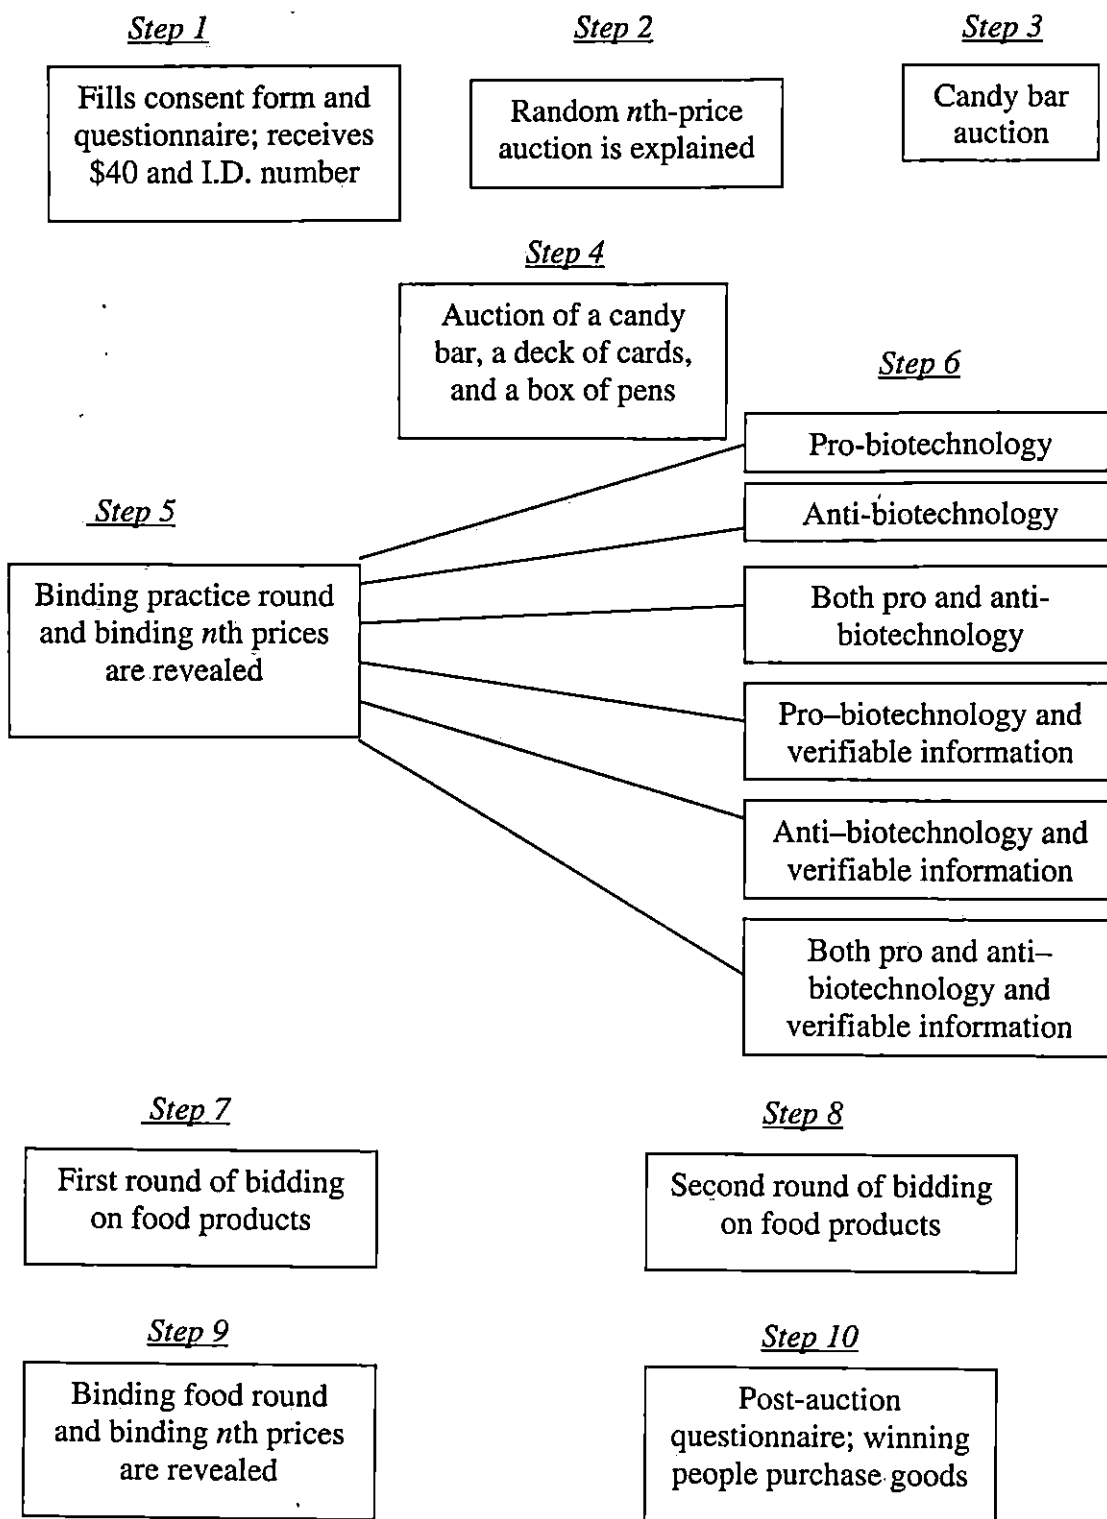 Step 1
Fills consent form and
questionnaire; receives
$40 and I.D. number
Step 2
Random nth-price
auction is explained
Step 3
Candy bar
auction
Step 4
Auction of a candy
bar, a deck of cards,
and a box of pens
Step 5
Binding practice round
and binding nth prices
are revealed
Step 6
Pro-biotechnology
Anti-biotechnology
Both pro and anti-
biotechnology
Pro–biotechnology and
verifiable information
Anti–biotechnology and
verifiable information
Both pro and anti–
biotechnology and
verifiable information
Step 7
First round of bidding
on food products
Step 8
Second round of bidding
on food products
Step 9
Binding food round
and binding nth prices
are revealed
Step 10
Post-auction
questionnaire; winning
people purchase goods